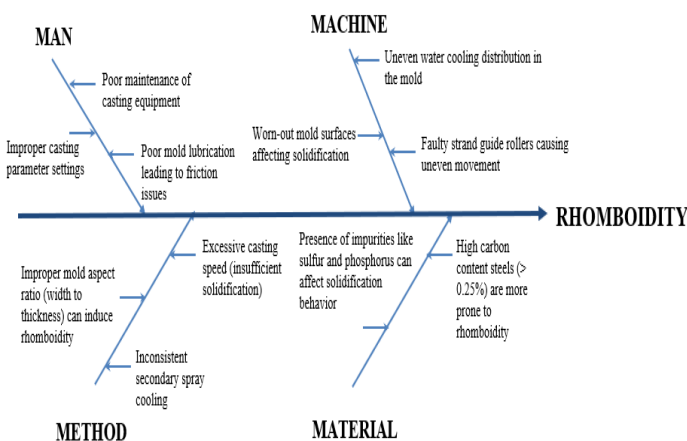 MAN
Poor maintenance of
casting equipment
Improper casting
parameter settings
Poor mold lubrication
leading to friction
issues
MACHINE
Uneven water cooling distribution in
the mold
Worn-out mold surfaces
affecting solidification
Faulty strand guide rollers causing
uneven movement
RHOMBOIDITY
Excessive casting
speed (insufficient
solidification)
Improper mold aspect
ratio (width to
thickness) can induce
rhomboidity
Inconsistent
secondary spray
cooling
METHOD
Presence of impurities like
sulfur and phosphorus can
affect solidification
behavior
High carbon
content steels (>
0.25%) are more
prone to
rhomboidity
MATERIAL